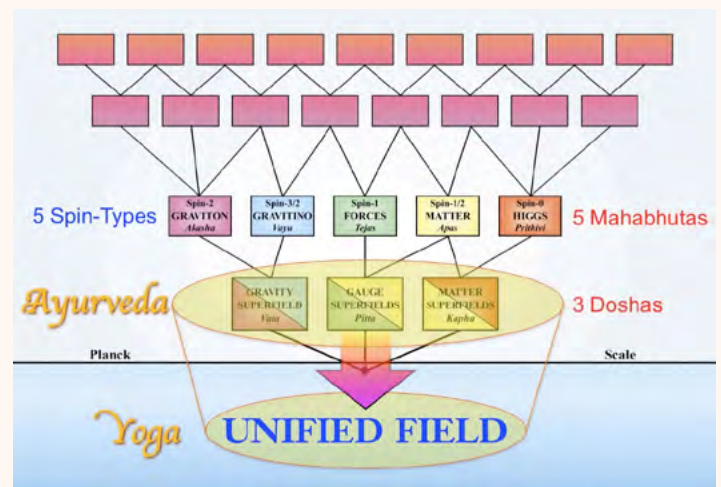 5 Spin-Types
Spin-2
GRAVITON
Akasha
Spin-3/2
GRAVITINO
Vayu
Spin-1
FORCES
Tejas
Spin-1/2
MATTER
Apas
Spin-0
HIGGS
Prithivi
5 Mahabhutas
Ayurveda
GRAVITY
SUPERFIELD
Vata
GAUGE
SUPERFIELDS
Pitta
MATTER
SUPERFIELDS
Kapha
3 Doshas
Planck
Scale
Yoga
UNIFIED FIELD